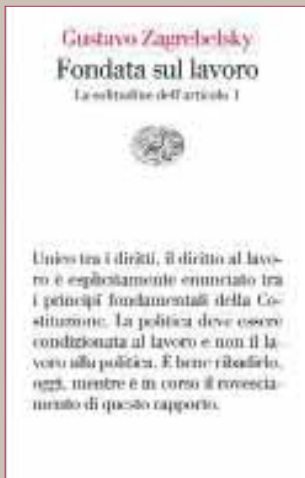 Gustavo Zagrebelsky
Fondata sul lavoro
La solitudine dell'articolo 1
Unico tra i diritti, il diritto al lavo-
ro è esplicitamente enunciato tra
i principî fondamentali della Co-
stituzione. La politica deve essere
condizionata al lavoro e non il la-
voro alla politica. È bene ribadirlo,
oggi, mentre è in corso il rovescia-
mento di questo rapporto.